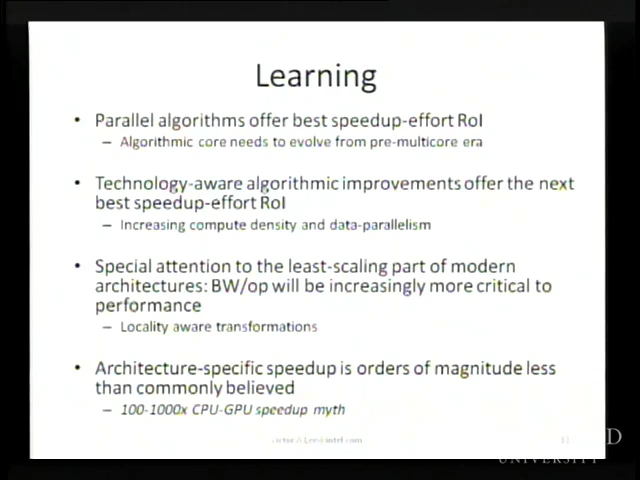 Learning
• Parallel algorithms offer best speedup-effort RoI
– Algorithmic core needs to evolve from pre-multicore era
• Technology-aware algorithmic improvements offer the next
best speedup-effort RoI
– Increasing compute density and data-parallelism
• Special attention to the least-scaling part of modern
architectures: BW/op will be increasingly more critical to
performance
– Locality aware transformations
• Architecture-specific speedup is orders of magnitude less
than commonly believed
– 100-1000x CPU-GPU speedup myth
UNIVERSITY